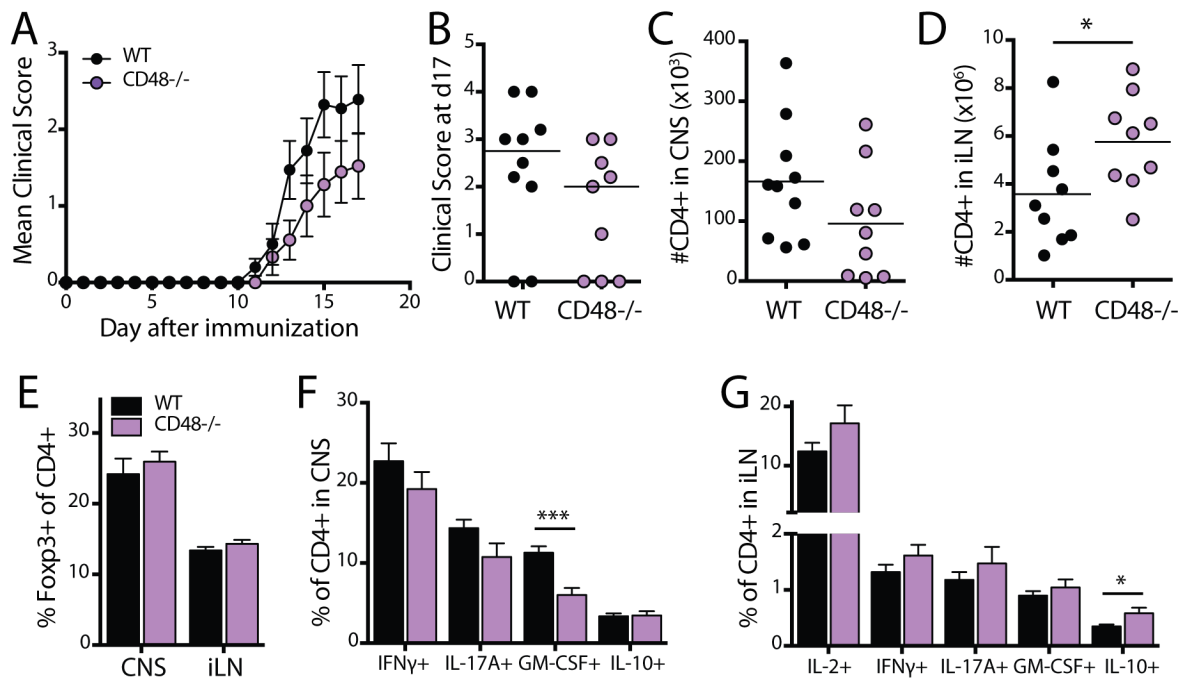 A
Mean Clinical Score
3
2
1
0
WT
CD48-/-
0 5 10 15 20
Day after immunization
B
Clinical Score at d17
5
4
3
2
1
0
WT CD48-/-
C
#CD4+ in CNS (x10³)
400
300
200
100
0
WT CD48-/-
D
#CD4+ in iLN (x10⁶)
10
8
6
4
2
0
*
WT CD48-/-
E
% Foxp3+ of CD4+
30
20
10
0
WT
CD48-/-
CNS iLN
F
% of CD4+ in CNS
30
20
10
0
***
IFNγ+ IL-17A+ GM-CSF+ IL-10+
G
% of CD4+ in iLN
20
10
2
1
0
*
IL-2+ IFNγ+ IL-17A+ GM-CSF+ IL-10+